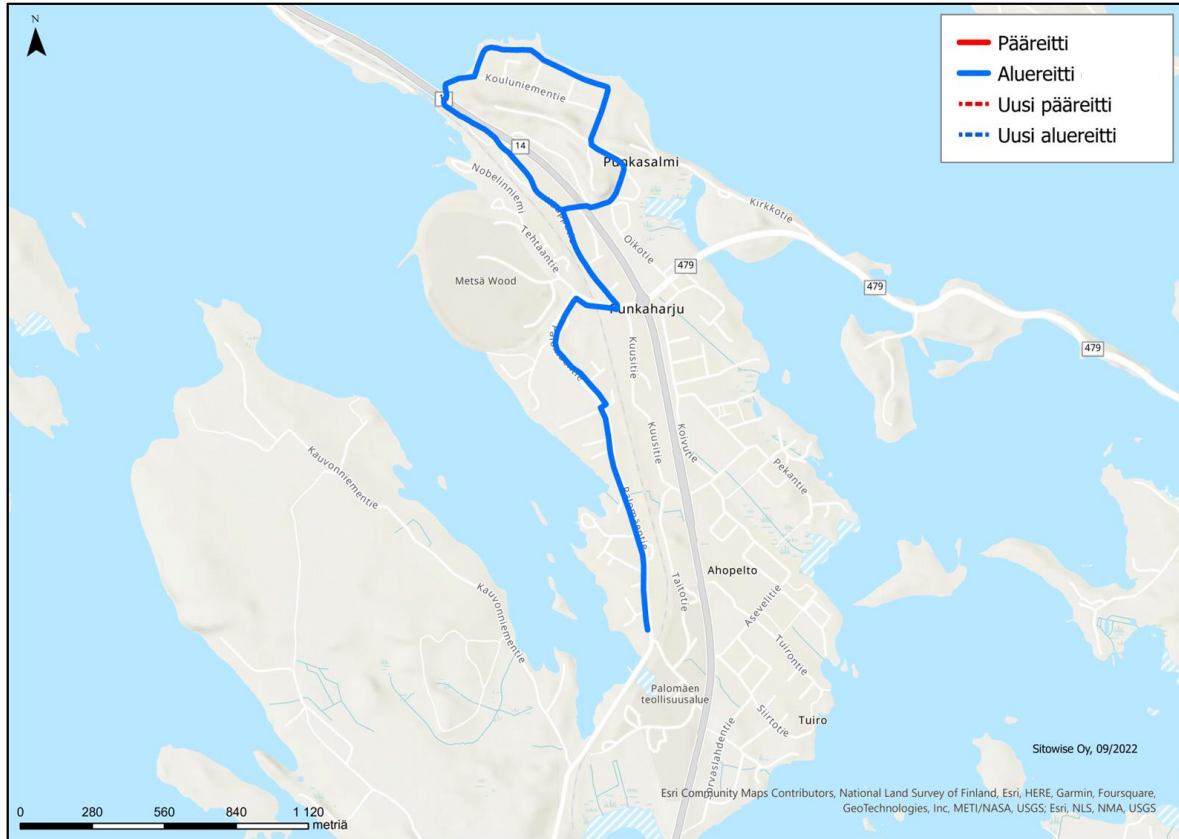 N
Pääreitti
Aluereitti
Uusi pääreitti
Uusi aluereitti
Kouluniementie
14
Punkasalmi
Nobelinniemi
Kirkkotie
Tehtaantie
Oikotie
479
Metsä Wood
479
Punkaharju
Kuusitie
479
Koivutie
Kuusitie
Pekantie
Kauvonniementie
Palomäentie
Ahopelto
Taitotie
Asevelitie
Kauvonniementie
Tuirontie
Palomäen
teollisuusalue
Siirtotie
Tuiro
Sitowise Oy, 09/2022
Esri Community Maps Contributors, National Land Survey of Finland, Esri, HERE, Garmin, Foursquare,
GeoTechnologies, Inc, METI/NASA, USGS; Esri, NLS, NMA, USGS
0 280 560 840 1 120
metriä